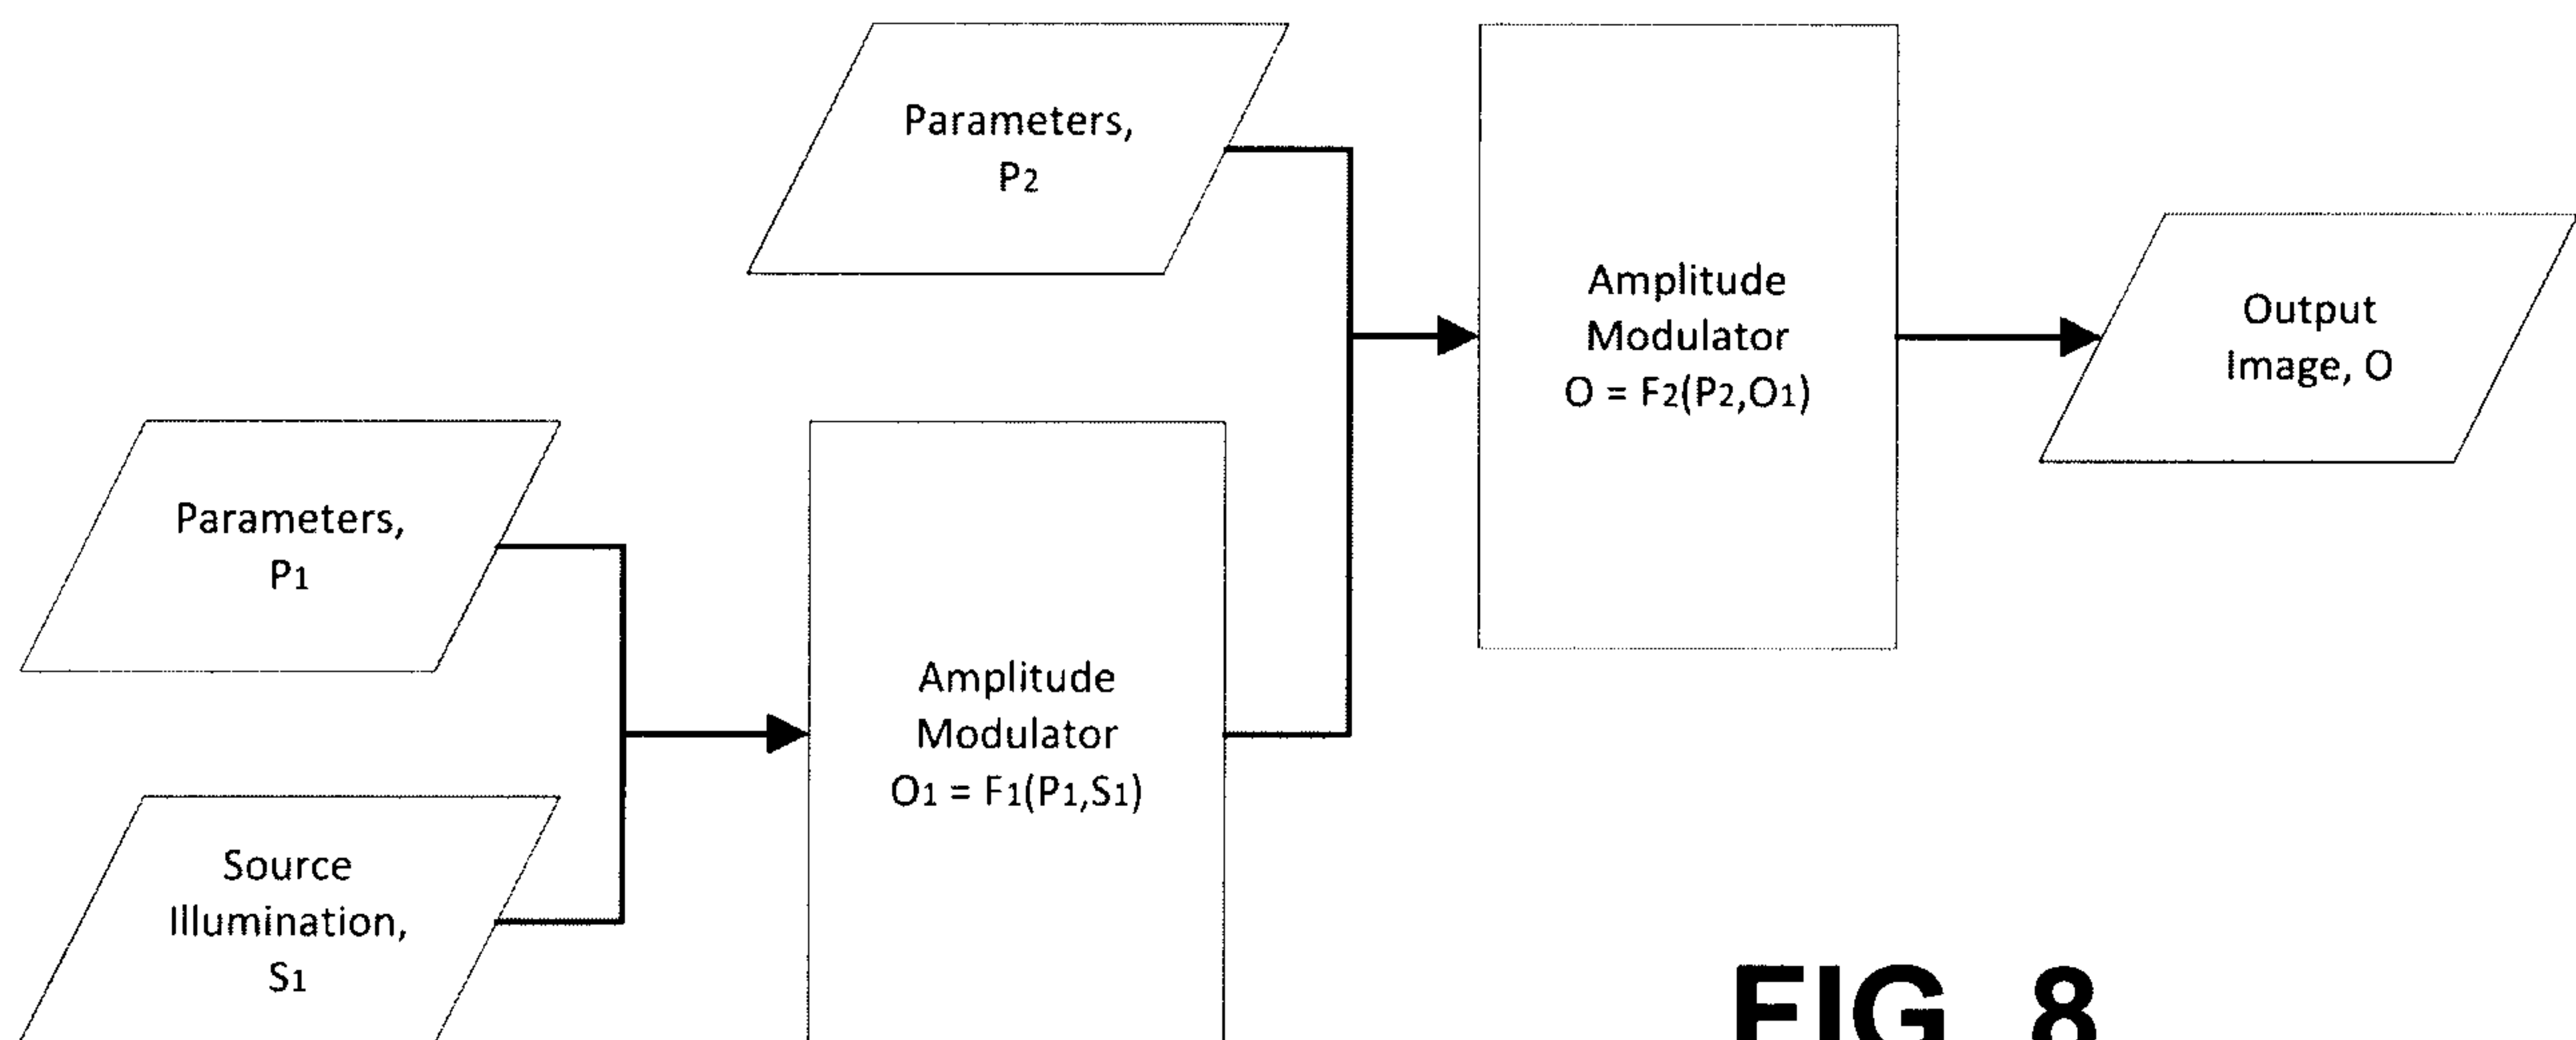 Parameters,
P2
Amplitude
Modulator
O = F2(P2,O1)
Output
Image, O
Parameters,
P1
Amplitude
Modulator
O1 = F1(P1,S1)
Source
Illumination,
S1
FIG. 8